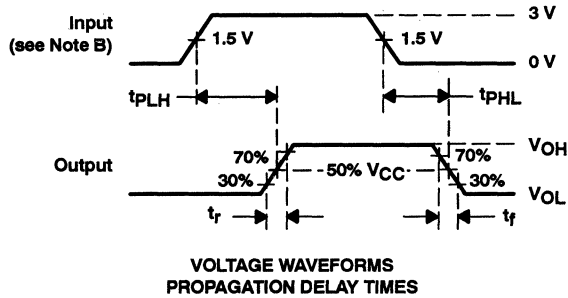 Input
(see Note B)
1.5 V
1.5 V
3 V
0 V
tPLH
tPHL
Output
70%
30%
50% VCC
70%
30%
VOH
VOL
tr
tf
VOLTAGE WAVEFORMS
PROPAGATION DELAY TIMES